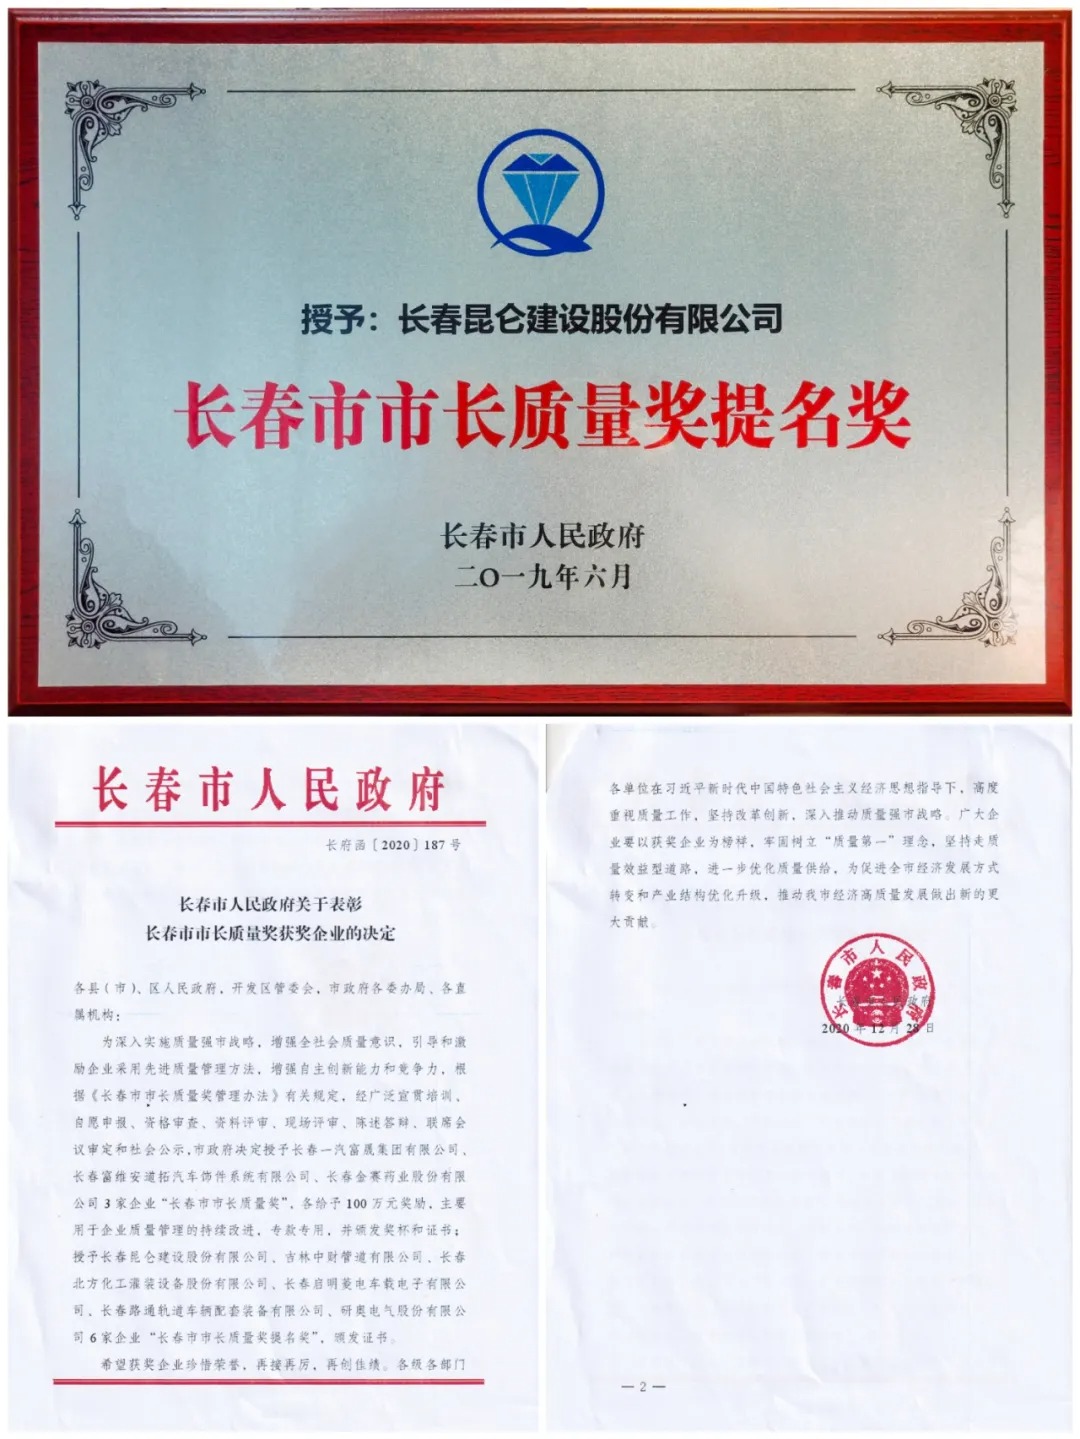 授予：长春昆仑建设股份有限公司
长春市市长质量奖提名奖
长春市人民政府
二〇一九年六月
长春市人民政府
长府函〔2020〕187号
长春市人民政府关于表彰
长春市市长质量奖获奖企业的决定
各县（市）、区人民政府，开发区管委会，市政府各委办局、各直
属机构：
为深入实施质量强市战略，增强全社会质量意识，引导和激
励企业采用先进质量管理方法，增强自主创新能力和竞争力，根
据《长春市市长质量奖管理办法》有关规定，经广泛宣贯培训、
自愿申报、资格审查、资料评审、现场评审、陈述答辩、联席会
议审定和社会公示，市政府决定授予长春一汽富晟集团有限公司、
长春富维安道拓汽车饰件系统有限公司、长春金赛药业股份有限
公司3家企业“长春市市长质量奖”，各给予100万元奖励，主要
用于企业质量管理的持续改进，专款专用，并颁发奖杯和证书；
授予长春昆仑建设股份有限公司、吉林中财管道有限公司、长春
北方化工灌装设备股份有限公司、长春启明菱电车载电子有限公
司、长春路通轨道车辆配套装备有限公司、研奥电气股份有限公
司6家企业“长春市市长质量奖提名奖”，颁发证书。
希望获奖企业珍惜荣誉，再接再厉，再创佳绩。各级各部门
各单位在习近平新时代中国特色社会主义经济思想指导下，高度
重视质量工作，坚持改革创新，深入推动质量强市战略。广大企
业要以获奖企业为榜样，牢固树立“质量第一”理念，坚持走质
量效益型道路，进一步优化质量供给，为促进全市经济发展方式
转变和产业结构优化升级，推动我市经济高质量发展做出新的更
大贡献。
长春市人民政府
长春市人民政府
2020年12月28日
— 2 —